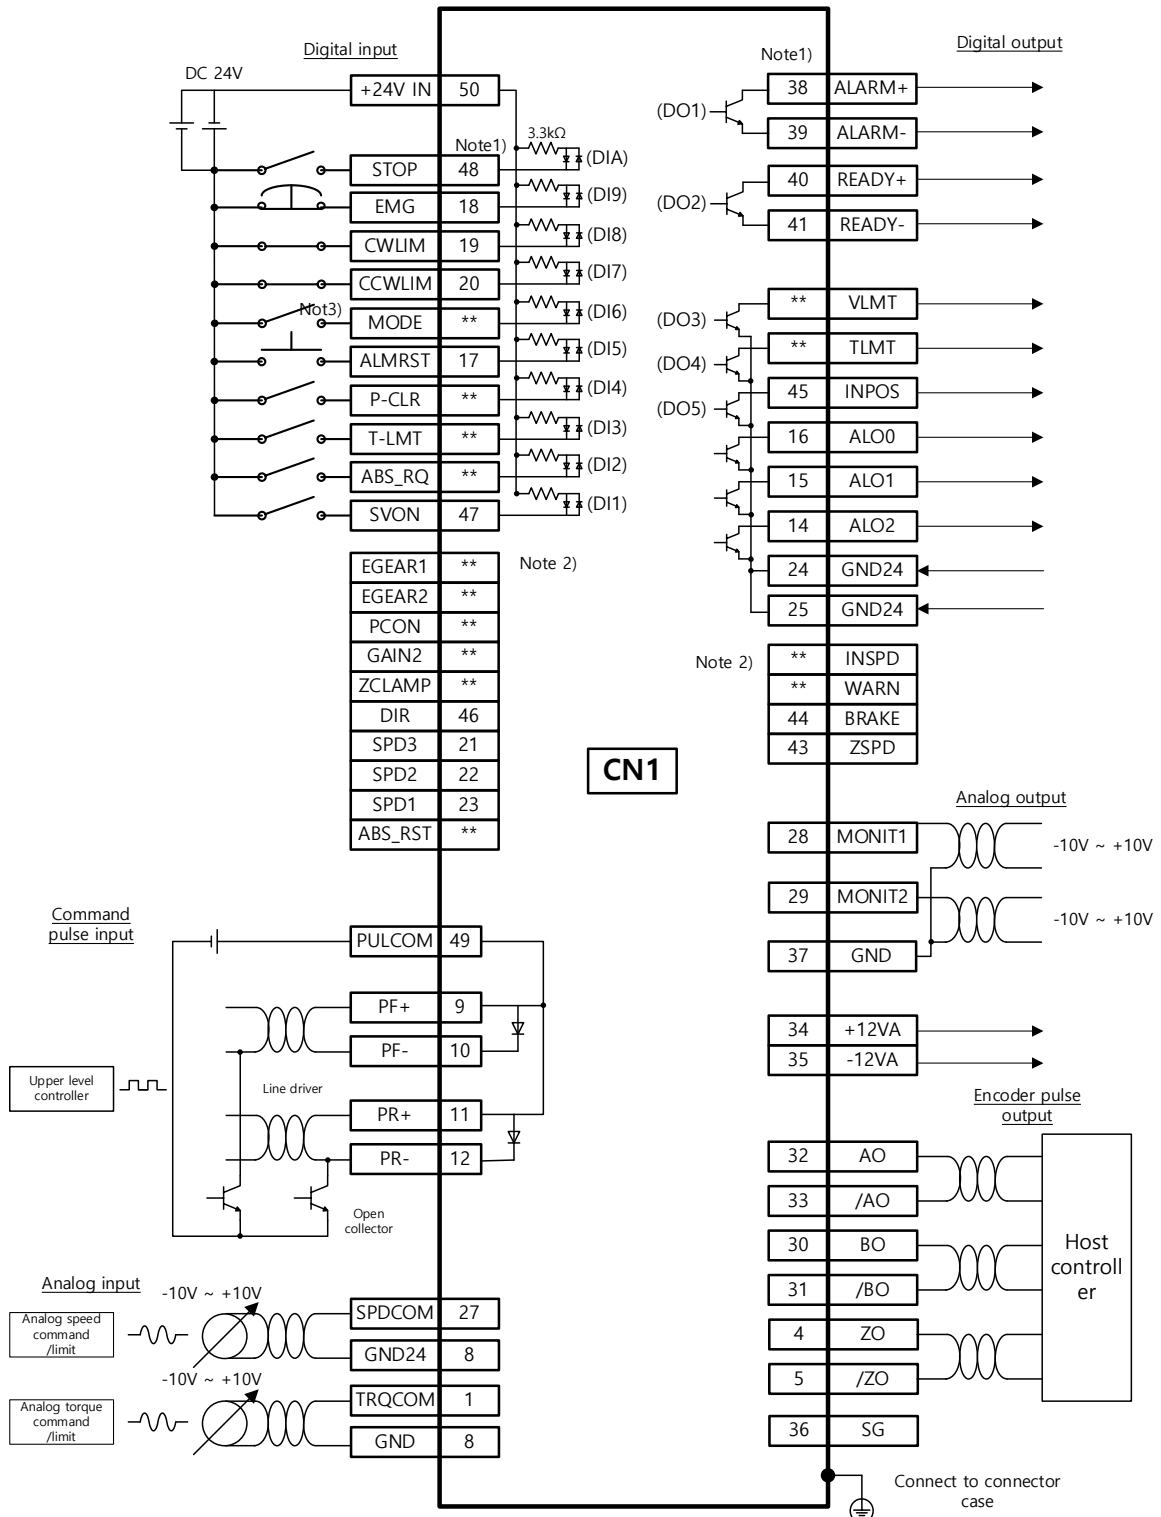 Digital input
DC 24V
+24V IN 50
Note1)
3.3kΩ
STOP 48 (DIA)
EMG 18 (DI9)
CWLIM 19 (DI8)
CCWLIM 20 (DI7)
Not3)
MODE ** (DI6)
ALMRST 17 (DI5)
P-CLR ** (DI4)
T-LMT ** (DI3)
ABS_RQ ** (DI2)
SVON 47 (DI1)
EGEAR1 ** Note 2)
EGEAR2 **
PCON **
GAIN2 **
ZCLAMP **
DIR 46
SPD3 21
SPD2 22
SPD1 23
ABS_RST **
Command
pulse input
PULCOM 49
PF+ 9
PF- 10
Upper level
controller
Line driver
PR+ 11
PR- 12
Open
collector
Analog input
-10V ~ +10V
Analog speed
command
/limit
SPDCOM 27
GND24 8
-10V ~ +10V
Analog torque
command
/limit
TRQCOM 1
GND 8
CN1
Digital output
Note1)
(DO1)
38 ALARM+
39 ALARM-
(DO2)
40 READY+
41 READY-
(DO3) ** VLMT
(DO4) ** TLMT
(DO5) 45 INPOS
16 ALO0
15 ALO1
14 ALO2
24 GND24
25 GND24
Note 2) ** INSPD
** WARN
44 BRAKE
43 ZSPD
Analog output
28 MONIT1
-10V ~ +10V
29 MONIT2
-10V ~ +10V
37 GND
34 +12VA
35 -12VA
Encoder pulse
output
32 AO
33 /AO
30 BO
31 /BO
4 ZO
5 /ZO
Host
controll
er
36 SG
Connect to connector
case